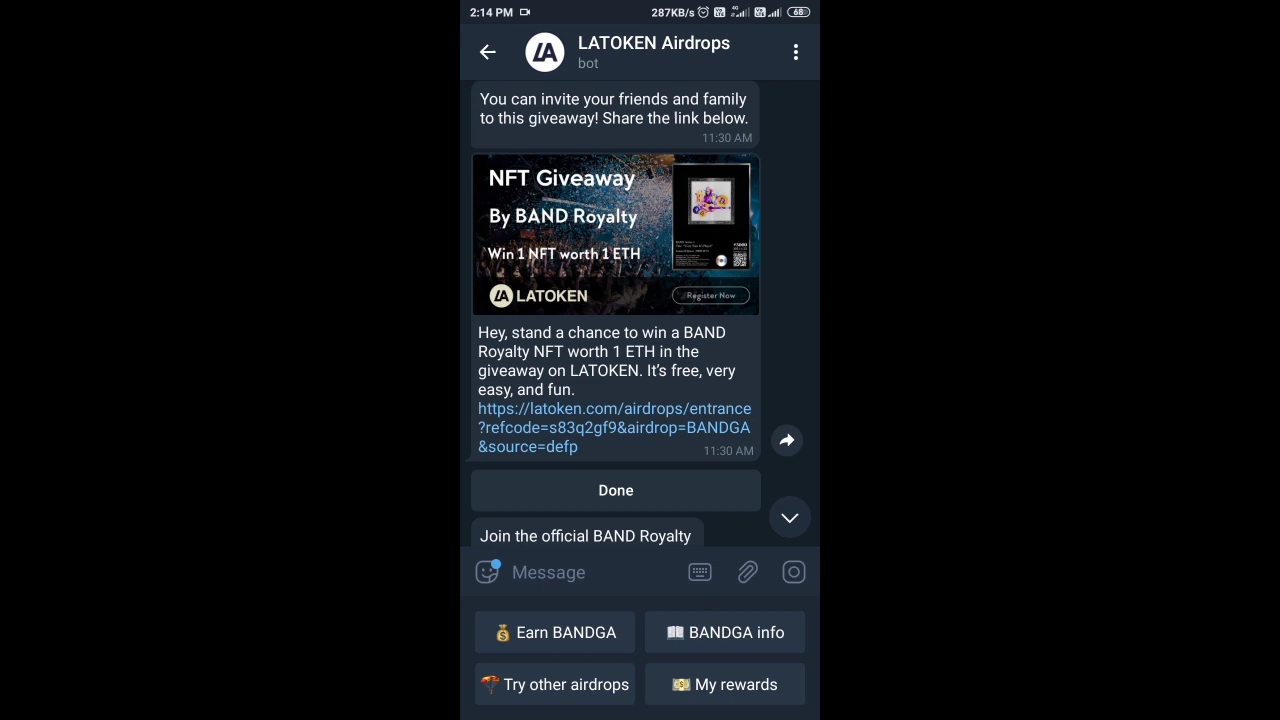 2:14 PM
287KB/s
4G
68
LA
LATOKEN Airdrops
bot
You can invite your friends and family
to this giveaway! Share the link below.
11:30 AM
NFT Giveaway
By BAND Royalty
Win 1 NFT worth 1 ETH
LA LATOKEN
Register Now
Hey, stand a chance to win a BAND
Royalty NFT worth 1 ETH in the
giveaway on LATOKEN. It’s free, very
easy, and fun.
https://latoken.com/airdrops/entrance
?refcode=s83q2gf9&airdrop=BANDGA
&source=defp
11:30 AM
Done
Join the official BAND Royalty
Message
Earn BANDGA
BANDGA info
Try other airdrops
My rewards